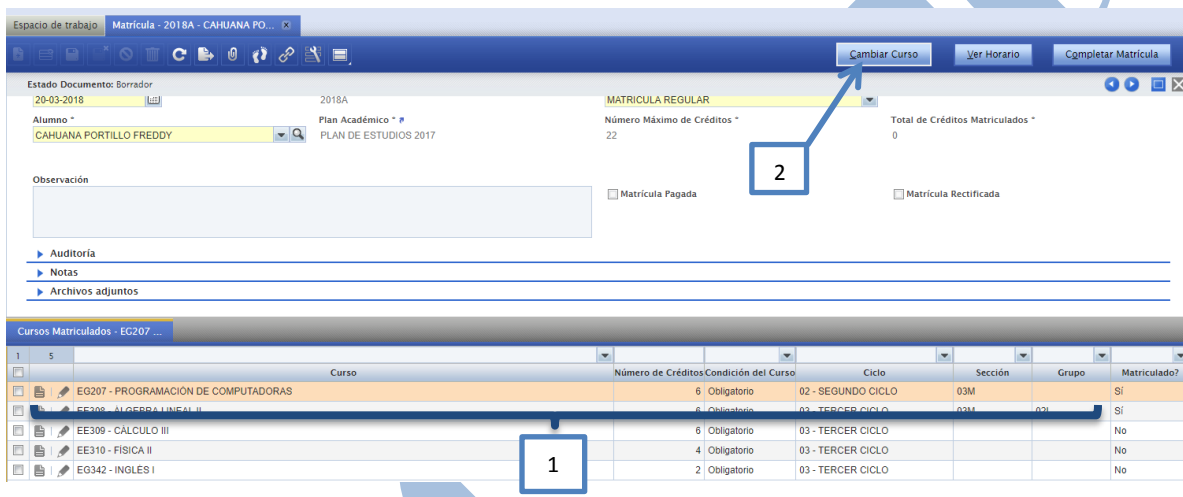 Espacio de trabajo Matrícula - 2018A - CAHUANA PO...
Cambiar Curso Ver Horario Completar Matrícula
Estado Documento: Borrador
20-03-2018 2018A MATRICULA REGULAR
Alumno * Plan Académico * Número Máximo de Créditos * Total de Créditos Matriculados *
CAHUANA PORTILLO FREDDY PLAN DE ESTUDIOS 2017 22 0
2
Observación
Matrícula Pagada Matrícula Rectificada
Auditoría
Notas
Archivos adjuntos
Cursos Matriculados - EG207 ...
1 5
Curso Número de Créditos Condición del Curso Ciclo Sección Grupo Matriculado?
EG207 - PROGRAMACIÓN DE COMPUTADORAS 6 Obligatorio 02 - SEGUNDO CICLO 03M Sí
EE308 - ÁLGEBRA LINEAL II 6 Obligatorio 03 - TERCER CICLO 03M Sí
EE309 - CÁLCULO III 6 Obligatorio 03 - TERCER CICLO No
EE310 - FÍSICA II 4 Obligatorio 03 - TERCER CICLO No
EG342 - INGLÉS I 2 Obligatorio 03 - TERCER CICLO No
1